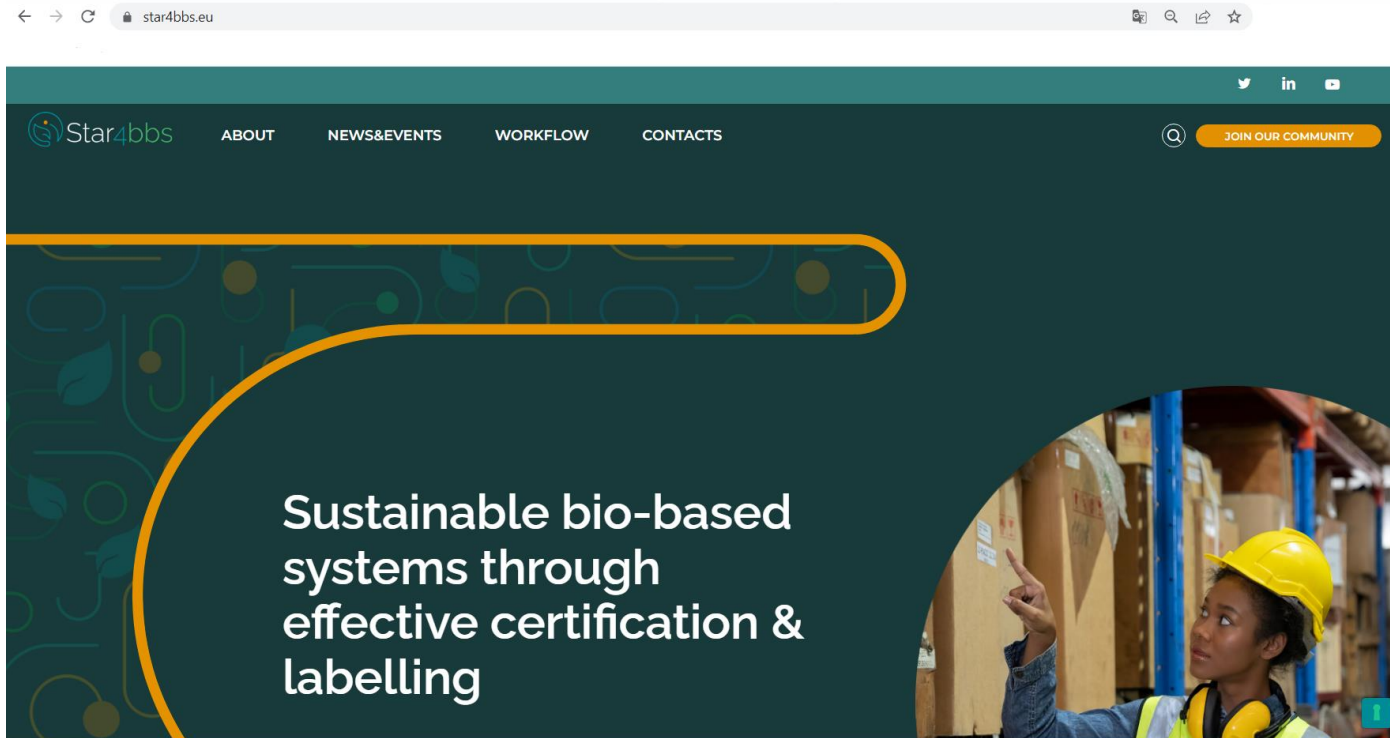 star4bbs.eu
in
Star4bbs
ABOUT
NEWS&EVENTS
WORKFLOW
CONTACTS
JOIN OUR COMMUNITY
Sustainable bio-based
systems through
effective certification &
labelling